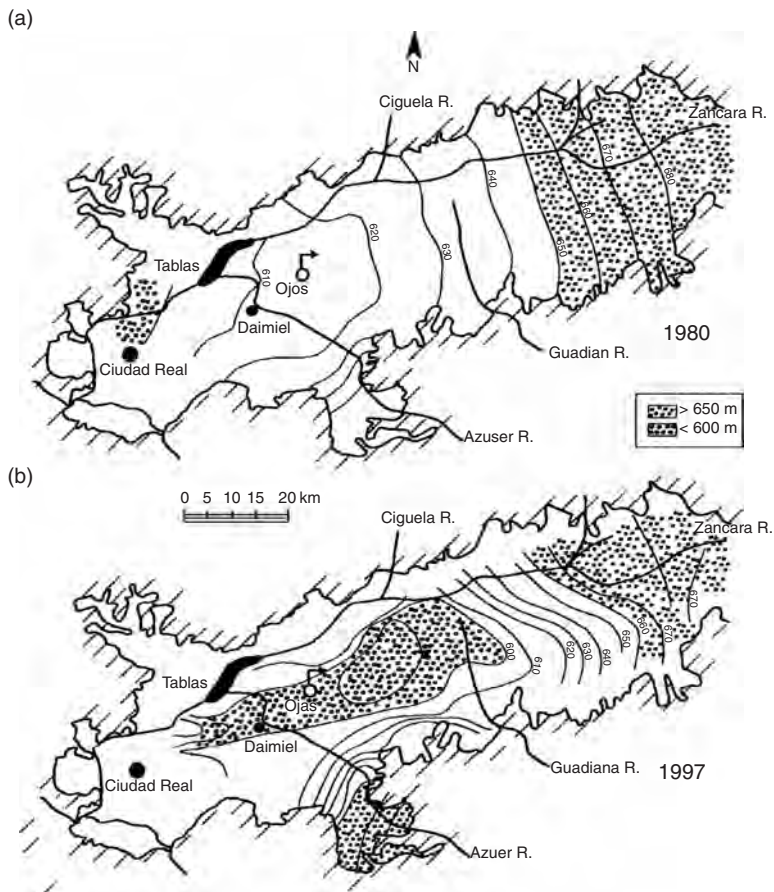 (a)
N
Ciguela R.
Zancara R.
670
680
640
660
650
620
630
Tablas
610
Ojos
Daimiel
1980
Ciudad Real
Guadian R.
> 650 m
< 600 m
Azuser R.
(b)
0 5 10 20 km
Ciguela R.
Zancara R.
670
600
660
650
670
610
620
630
640
Tablas
Ojas
Daimiel
Ciudad Real
Guadiana R.
1997
Azuer R.